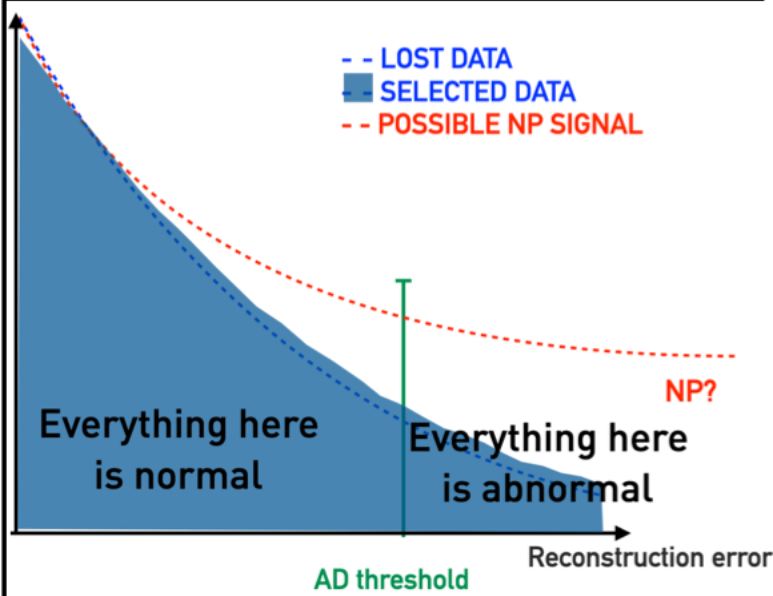 LOST DATA
SELECTED DATA
POSSIBLE NP SIGNAL
NP?
Everything here
is normal
Everything here
is abnormal
Reconstruction error
AD threshold